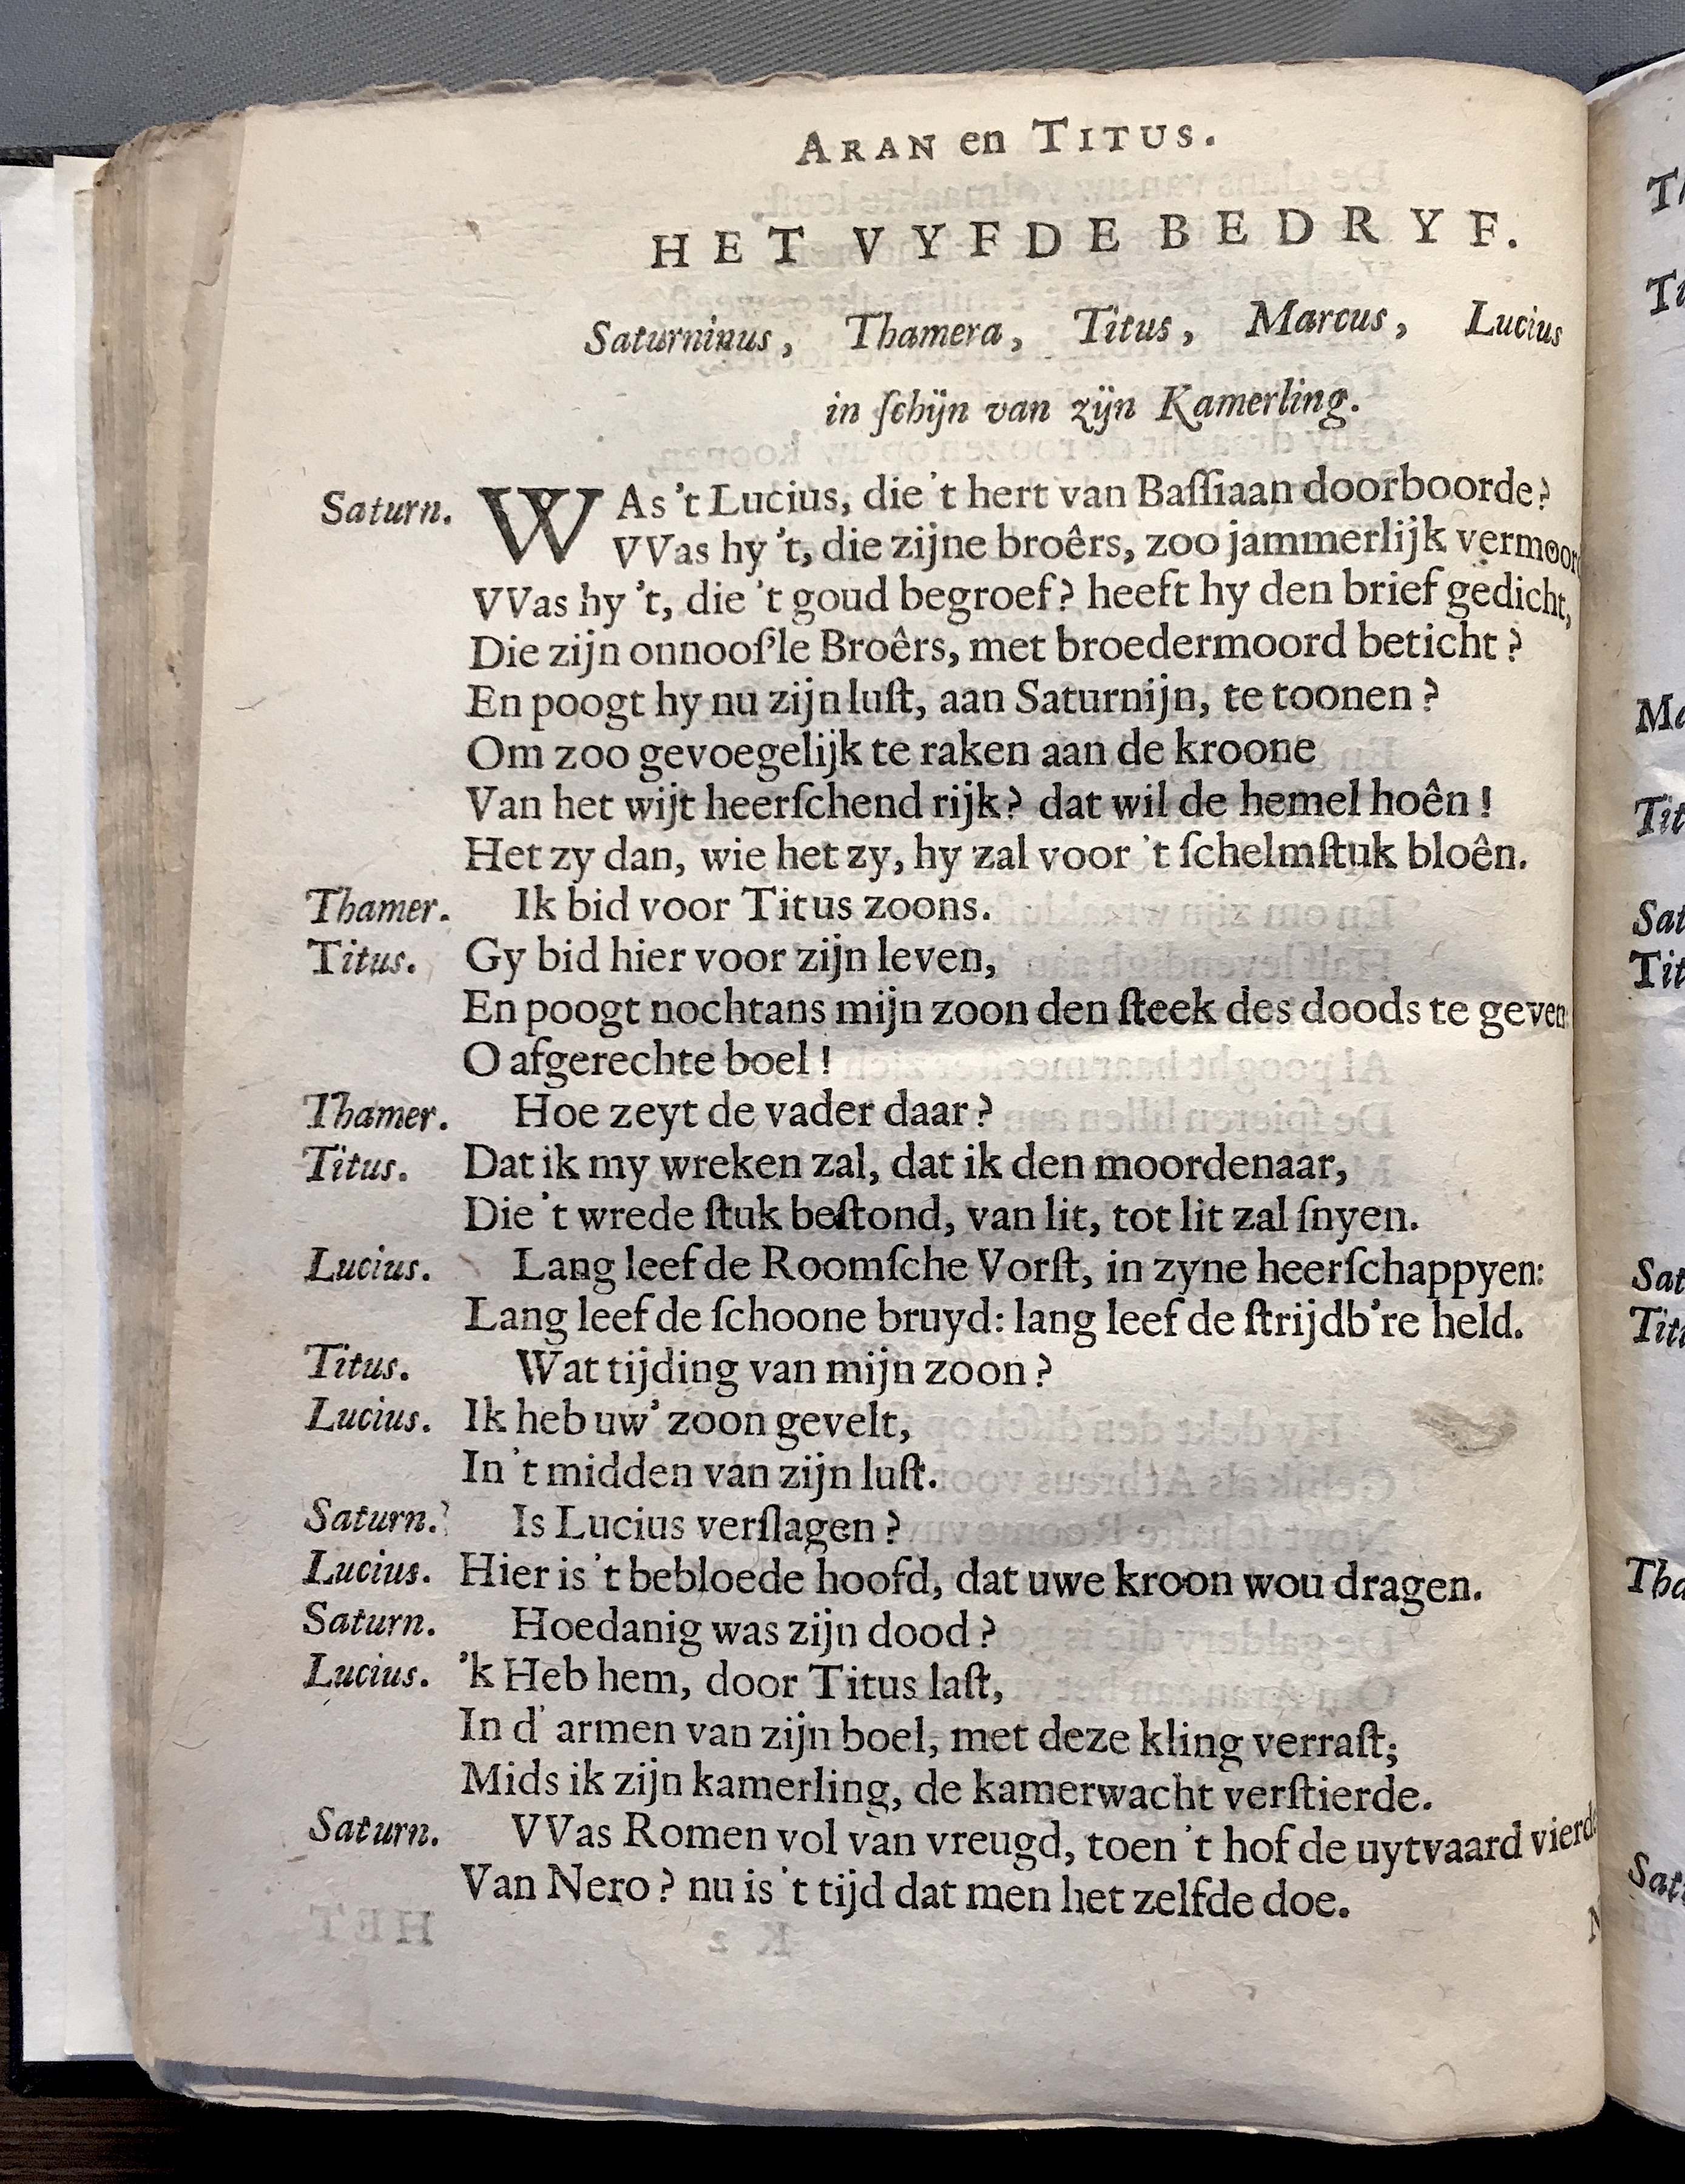 ARAN en TITUS.
HET VYFDE BEDRYF.
Saturninus, Thamera, Titus, Marcus, Lucius
in ſchijn van zijn Kamerling.
Saturn. WAs 't Lucius, die 't hert van Baſſiaan doorboorde?
VVas hy 't, die zijne broêrs, zoo jammerlijk vermoor
VVas hy 't, die 't goud begroef? heeft hy den brief gedicht,
Die zijn onnooſ'le Broêrs, met broedermoord beticht?
En poogt hy nu zijn luſt, aan Saturnijn, te toonen?
Om zoo gevoegelijk te raken aan de kroone
Van het wijt heerſchend rijk? dat wil de hemel hoên!
Het zy dan, wie het zy, hy zal voor 't ſchelmſtuk bloên.
Thamer. Ik bid voor Titus zoons.
Titus. Gy bid hier voor zijn leven,
En poogt nochtans mijn zoon den ſteek des doods te geven
O afgerechte boel!
Thamer. Hoe zeyt de vader daar?
Titus. Dat ik my wreken zal, dat ik den moordenaar,
Die 't wrede ſtuk beſtond, van lit, tot lit zal ſnyen.
Lucius. Lang leef de Roomſche Vorſt, in zyne heerſchappyen:
Lang leef de ſchoone bruyd: lang leef de ſtrijdb're held.
Titus. Wat tijding van mijn zoon?
Lucius. Ik heb uw' zoon gevelt,
In 't midden van zijn luſt.
Saturn. Is Lucius verſlagen?
Lucius. Hier is 't bebloede hoofd, dat uwe kroon wou dragen.
Saturn. Hoedanig was zijn dood?
Lucius. 'k Heb hem, door Titus laſt,
In d' armen van zijn boel, met deze kling verraſt;
Mids ik zijn kamerling, de kamerwacht verſtierde.
Saturn. VVas Romen vol van vreugd, toen 't hof de uytvaard vierd
Van Nero? nu is 't tijd dat men het zelfde doe.